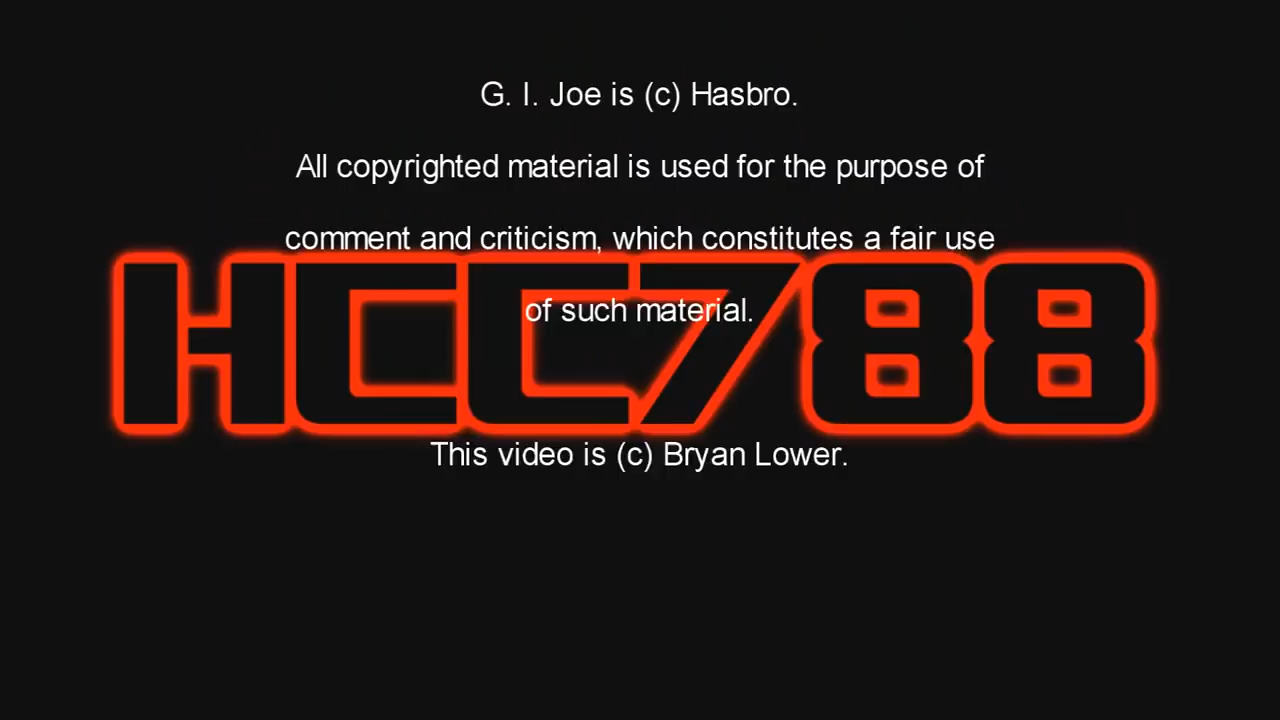 G. I. Joe is (c) Hasbro.
All copyrighted material is used for the purpose of
comment and criticism, which constitutes a fair use
of such material.
HCC788
This video is (c) Bryan Lower.